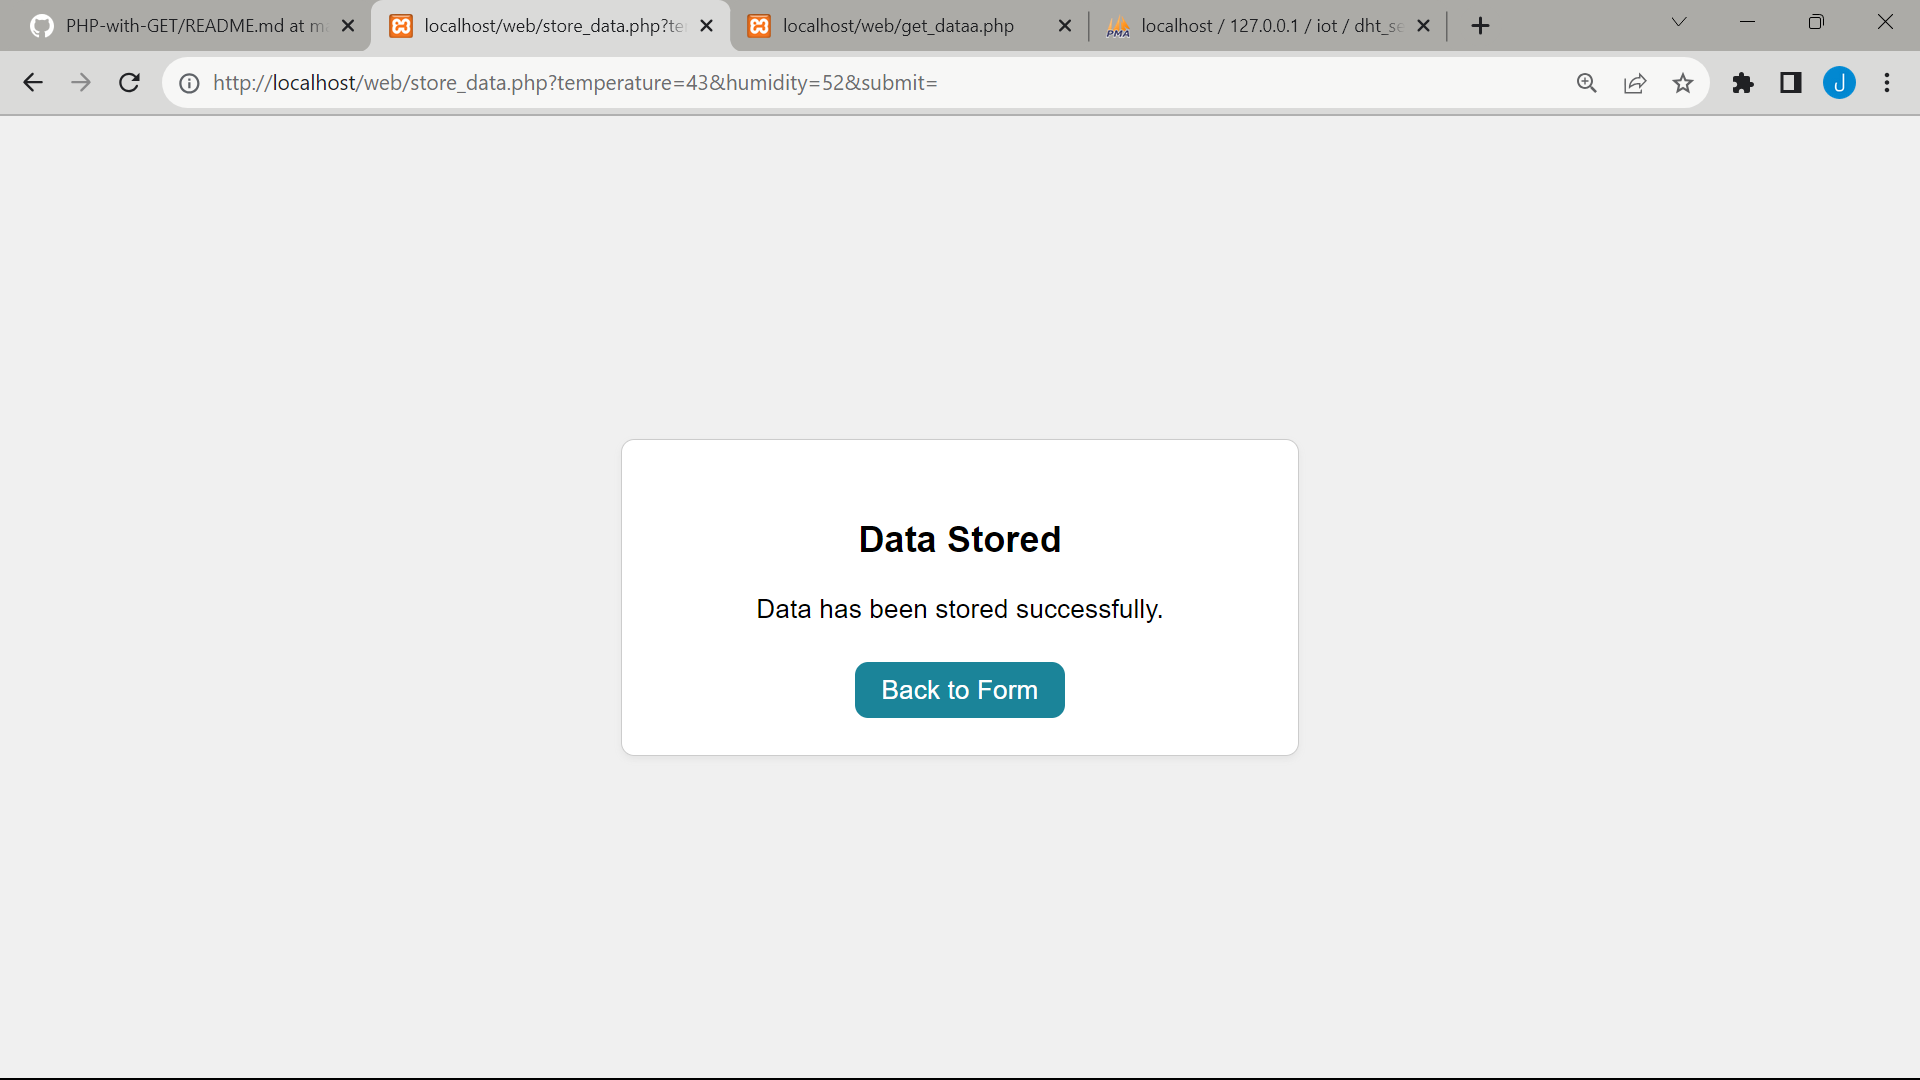 PHP-with-GET/README.md at ma
localhost/web/store_data.php?te
localhost/web/get_dataa.php
PMA
localhost / 127.0.0.1 / iot / dht_se
http://localhost/web/store_data.php?temperature=43&humidity=52&submit=
J
Data Stored
Data has been stored successfully.
Back to Form